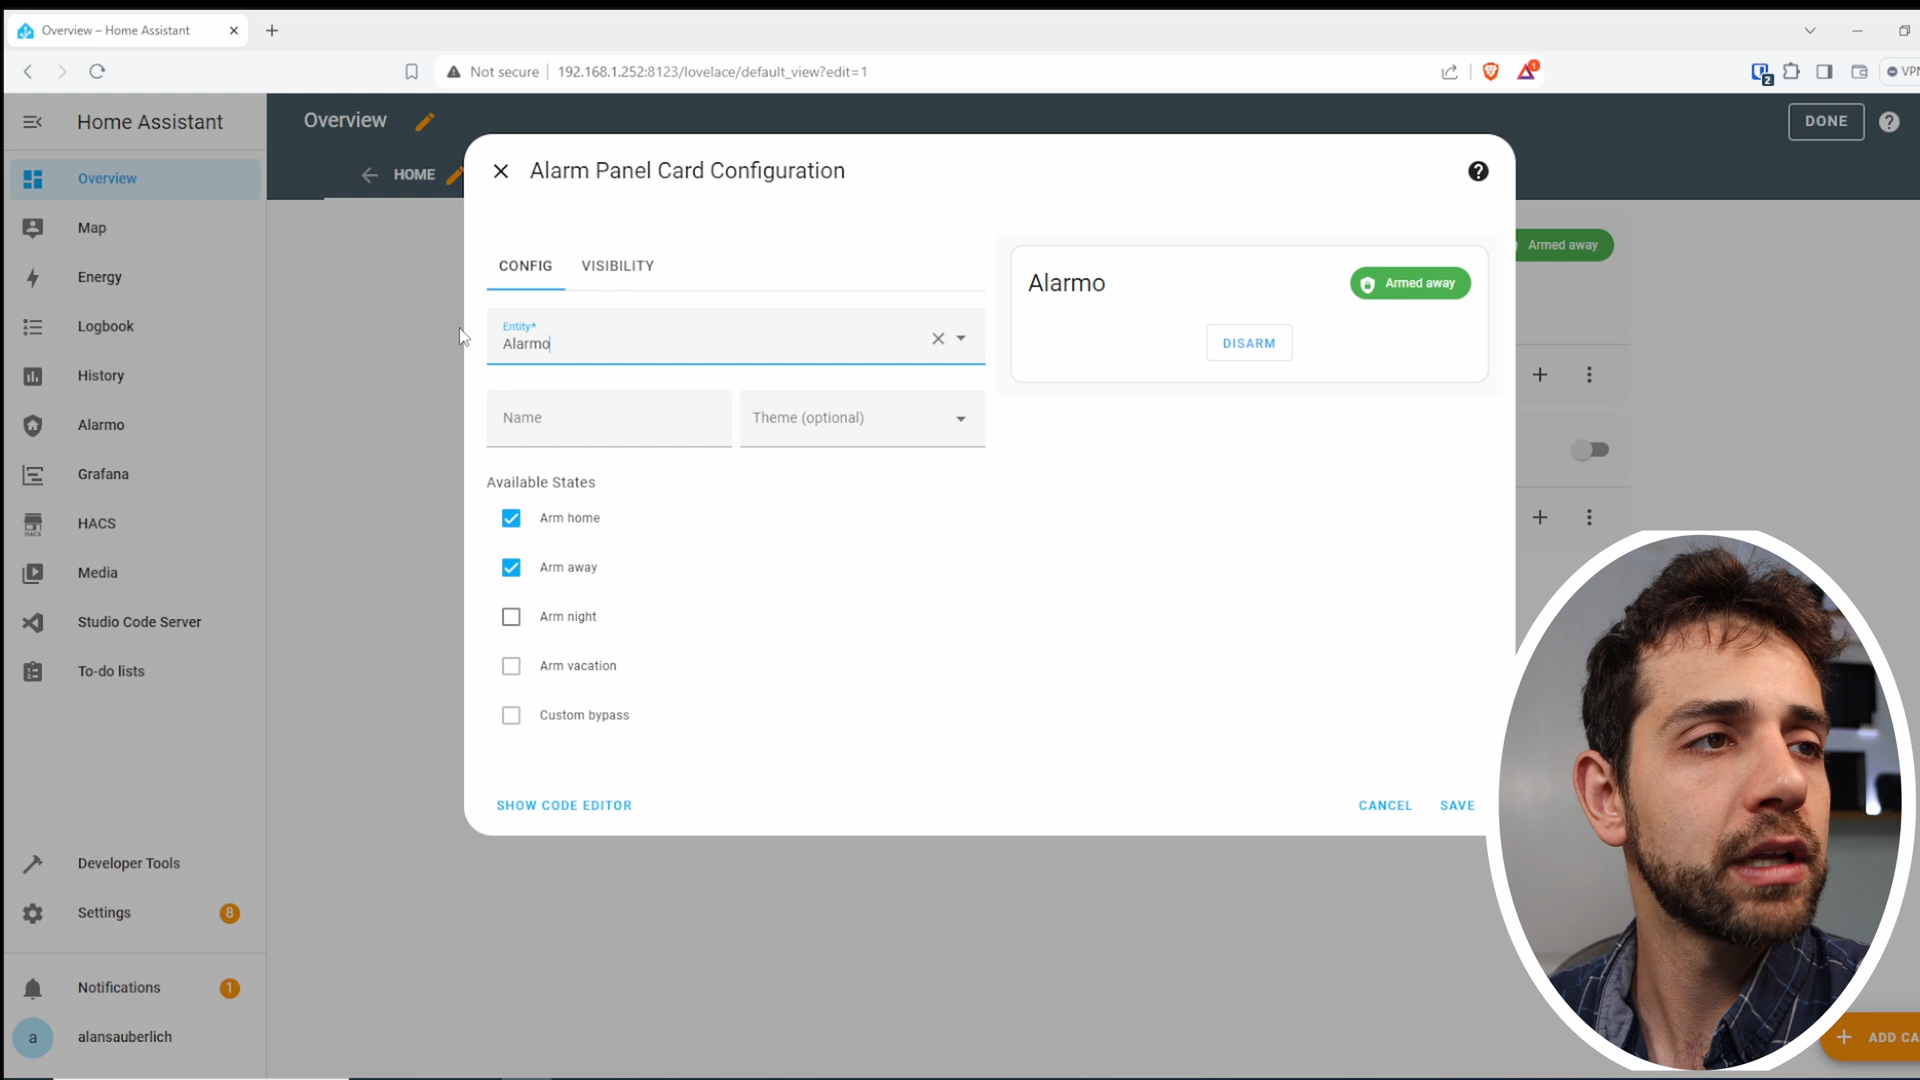 Overview – Home Assistant
Not secure
192.168.1.252:8123/lovelace/default_view?edit=1
1
2
VPN
Home Assistant
Overview
DONE
HOME
Overview
Map
Energy
Logbook
History
Alarmo
Grafana
HACS
HACS
Media
Studio Code Server
To-do lists
Developer Tools
Settings
8
Notifications
1
a
alansauberlich
Alarm Panel Card Configuration
CONFIG
VISIBILITY
Entity*
Alarmo
Name
Theme (optional)
Available States
Arm home
Arm away
Arm night
Arm vacation
Custom bypass
SHOW CODE EDITOR
CANCEL
SAVE
Alarmo
Armed away
DISARM
Armed away
ADD CA